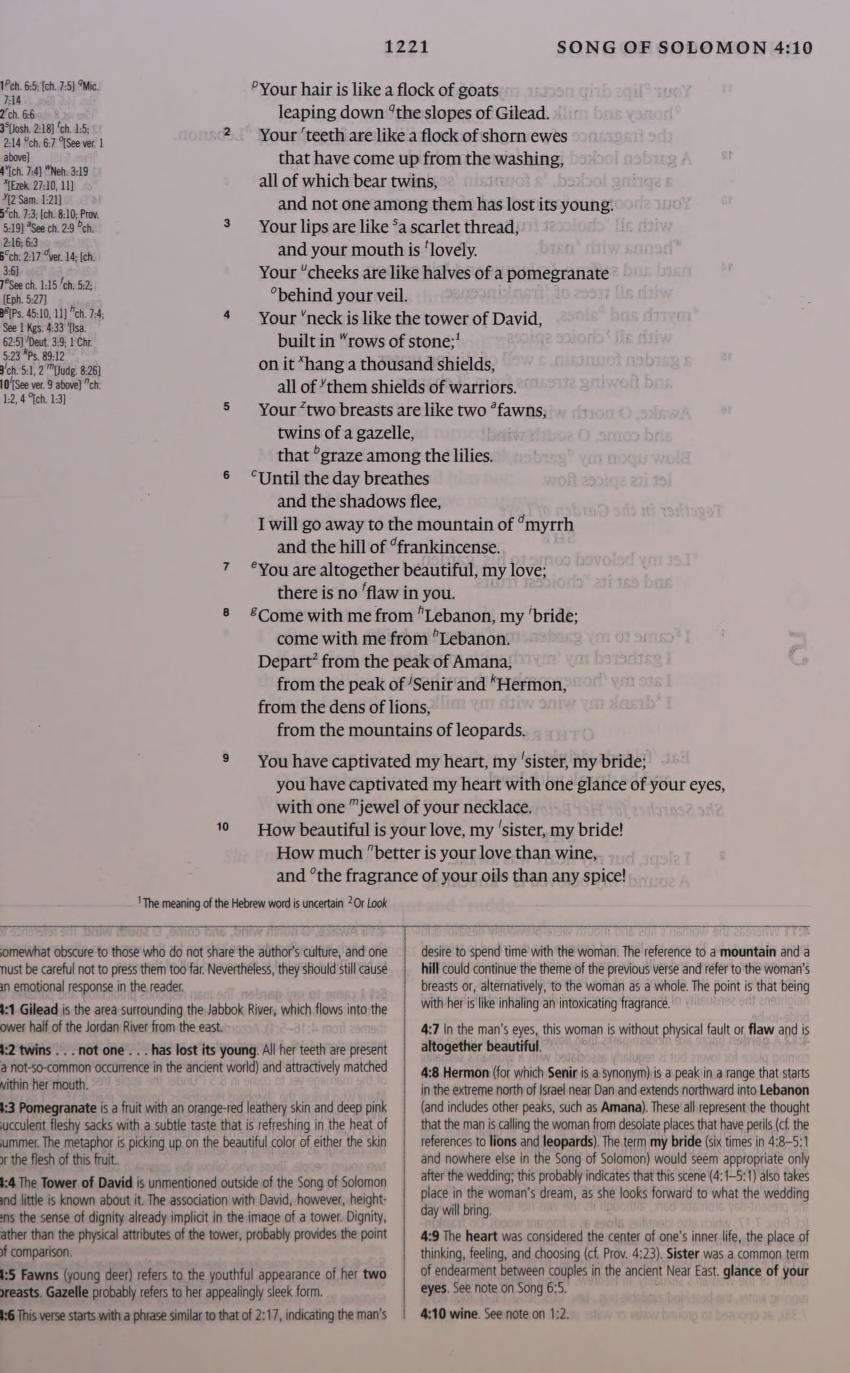 1221 SONG OF SOLOMON 4:10
1 p ch. 6:5; [ch. 7:5] q Mic.
7:14
2 r ch. 6:6
3 s [Josh. 2:18] t ch. 1:5;
2:14 u ch. 6:7 o [See ver. 1
above]
4 v [ch. 7:4] w Neh. 3:19
x [Ezek. 27:10, 11]
y [2 Sam. 1:21]
5 z ch. 7:3; [ch. 8:10; Prov.
5:19] a See ch. 2:9 b ch.
2:16; 6:3
6 c ch. 2:17 d ver. 14; [ch.
3:6]
7 e See ch. 1:15 f ch. 5:2;
[Eph. 5:27]
8 g [Ps. 45:10, 11] h ch. 7:4;
See 1 Kgs. 4:33 i [Isa.
62:5] j Deut. 3:9; 1 Chr.
5:23 k Ps. 89:12
9 l ch. 5:1, 2 m [Judg. 8:26]
10 l [See ver. 9 above] n ch.
1:2, 4 o [ch. 1:3]
p Your hair is like a flock of goats
leaping down q the slopes of Gilead.
2 Your r teeth are like a flock of shorn ewes
that have come up from the washing,
all of which bear twins,
and not one among them has lost its young.
3 Your lips are like s a scarlet thread,
and your mouth is t lovely.
Your u cheeks are like halves of a pomegranate
o behind your veil.
4 Your v neck is like the tower of David,
built in w rows of stone;1
on it x hang a thousand shields,
all of y them shields of warriors.
5 Your z two breasts are like two a fawns,
twins of a gazelle,
that b graze among the lilies.
6 c Until the day breathes
and the shadows flee,
I will go away to the mountain of d myrrh
and the hill of d frankincense.
7 e You are altogether beautiful, my love;
there is no f flaw in you.
8 g Come with me from h Lebanon, my i bride;
come with me from h Lebanon.
Depart2 from the peak of Amana,
from the peak of j Senir and k Hermon,
from the dens of lions,
from the mountains of leopards.
9 You have captivated my heart, my l sister, my bride;
you have captivated my heart with one glance of your eyes,
with one m jewel of your necklace.
10 How beautiful is your love, my l sister, my bride!
How much n better is your love than wine,
and o the fragrance of your oils than any spice!
1 The meaning of the Hebrew word is uncertain 2 Or Look
somewhat obscure to those who do not share the author's culture, and one
must be careful not to press them too far. Nevertheless, they should still cause
an emotional response in the reader.
4:1 Gilead is the area surrounding the Jabbok River, which flows into the
lower half of the Jordan River from the east.
4:2 twins . . . not one . . . has lost its young. All her teeth are present
(a not-so-common occurrence in the ancient world) and attractively matched
within her mouth.
4:3 Pomegranate is a fruit with an orange-red leathery skin and deep pink
succulent fleshy sacks with a subtle taste that is refreshing in the heat of
summer. The metaphor is picking up on the beautiful color of either the skin
or the flesh of this fruit.
4:4 The Tower of David is unmentioned outside of the Song of Solomon
and little is known about it. The association with David, however, height-
ens the sense of dignity already implicit in the image of a tower. Dignity,
rather than the physical attributes of the tower, probably provides the point
of comparison.
4:5 Fawns (young deer) refers to the youthful appearance of her two
breasts. Gazelle probably refers to her appealingly sleek form.
4:6 This verse starts with a phrase similar to that of 2:17, indicating the man's
desire to spend time with the woman. The reference to a mountain and a
hill could continue the theme of the previous verse and refer to the woman's
breasts or, alternatively, to the woman as a whole. The point is that being
with her is like inhaling an intoxicating fragrance.
4:7 In the man's eyes, this woman is without physical fault or flaw and is
altogether beautiful.
4:8 Hermon (for which Senir is a synonym) is a peak in a range that starts
in the extreme north of Israel near Dan and extends northward into Lebanon
(and includes other peaks, such as Amana). These all represent the thought
that the man is calling the woman from desolate places that have perils (cf. the
references to lions and leopards). The term my bride (six times in 4:8–5:1
and nowhere else in the Song of Solomon) would seem appropriate only
after the wedding; this probably indicates that this scene (4:1–5:1) also takes
place in the woman's dream, as she looks forward to what the wedding
day will bring.
4:9 The heart was considered the center of one's inner life, the place of
thinking, feeling, and choosing (cf. Prov. 4:23). Sister was a common term
of endearment between couples in the ancient Near East. glance of your
eyes. See note on Song 6:5.
4:10 wine. See note on 1:2.